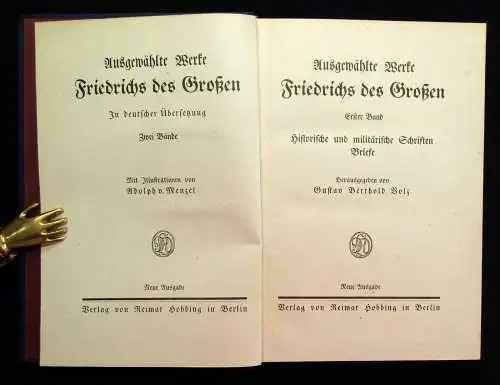 Ausgewählte Werke
Friedrichs des Großen
In deutscher Übersetzung
Zwei Bände
Mit Illustrationen von
Adolph v. Menzel
Neue Ausgabe
Verlag von Reimar Hobbing in Berlin
Ausgewählte Werke
Friedrichs des Großen
Erster Band
Historische und militärische Schriften
Briefe
Herausgegeben von
Gustav Berthold Volz
Neue Ausgabe
Verlag von Reimar Hobbing in Berlin